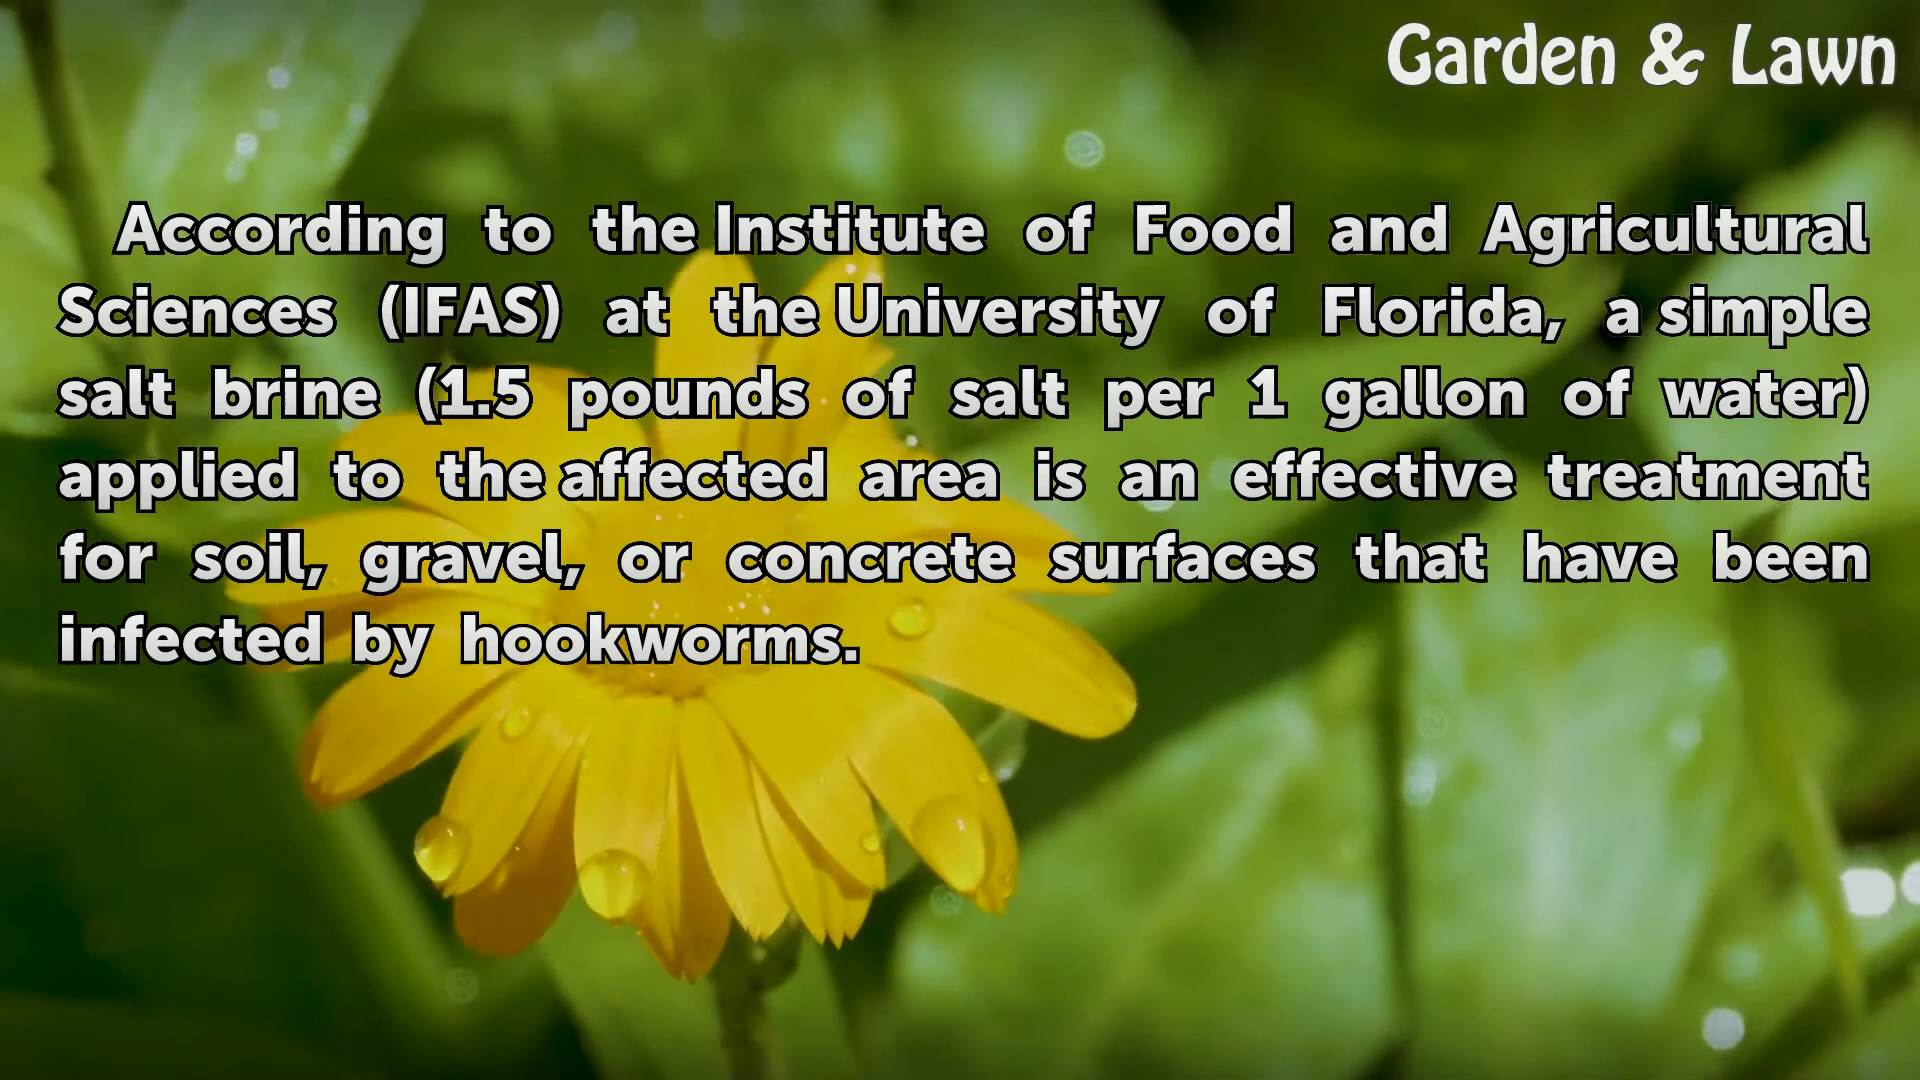 Garden & Lawn
According to the Institute of Food and Agricultural
Sciences (IFAS) at the University of Florida, a simple
salt brine (1.5 pounds of salt per 1 gallon of water)
applied to the affected area is an effective treatment
for soil, gravel, or concrete surfaces that have been
infected by hookworms.